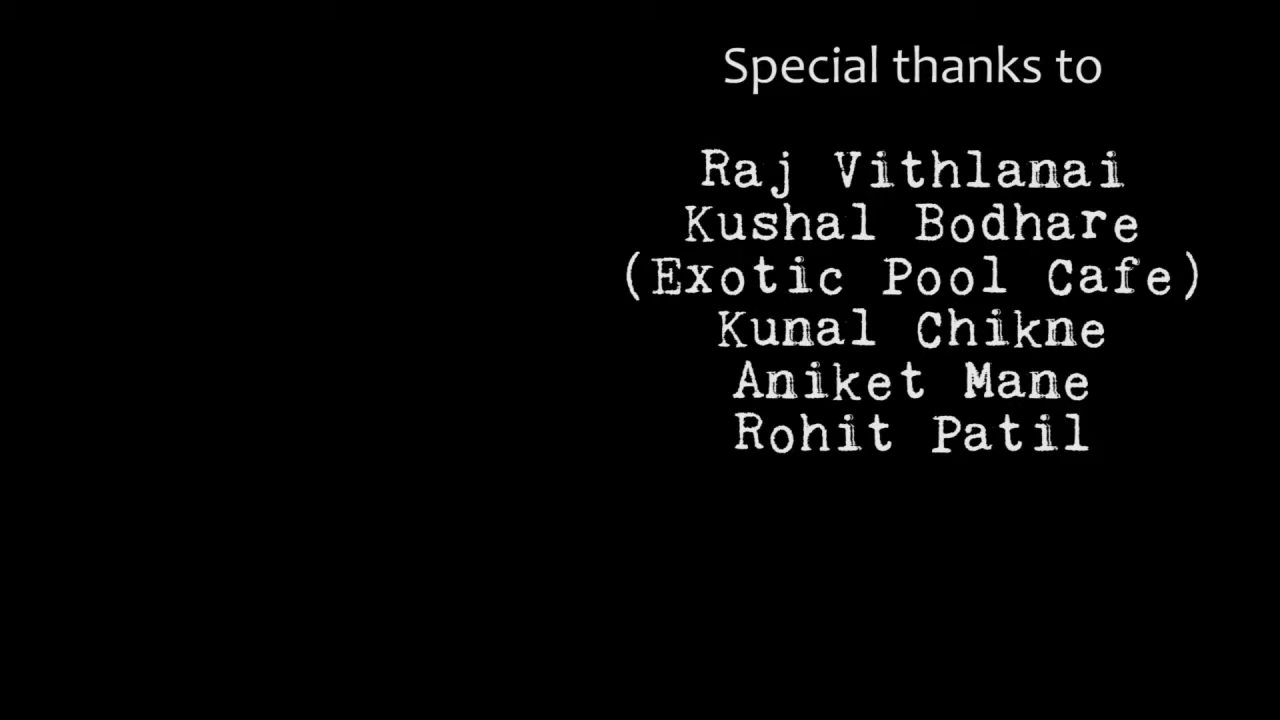 Special thanks to
Raj Vithlanai
Kushal Bodhare
(Exotic Pool Cafe)
Kunal Chikne
Aniket Mane
Rohit Patil